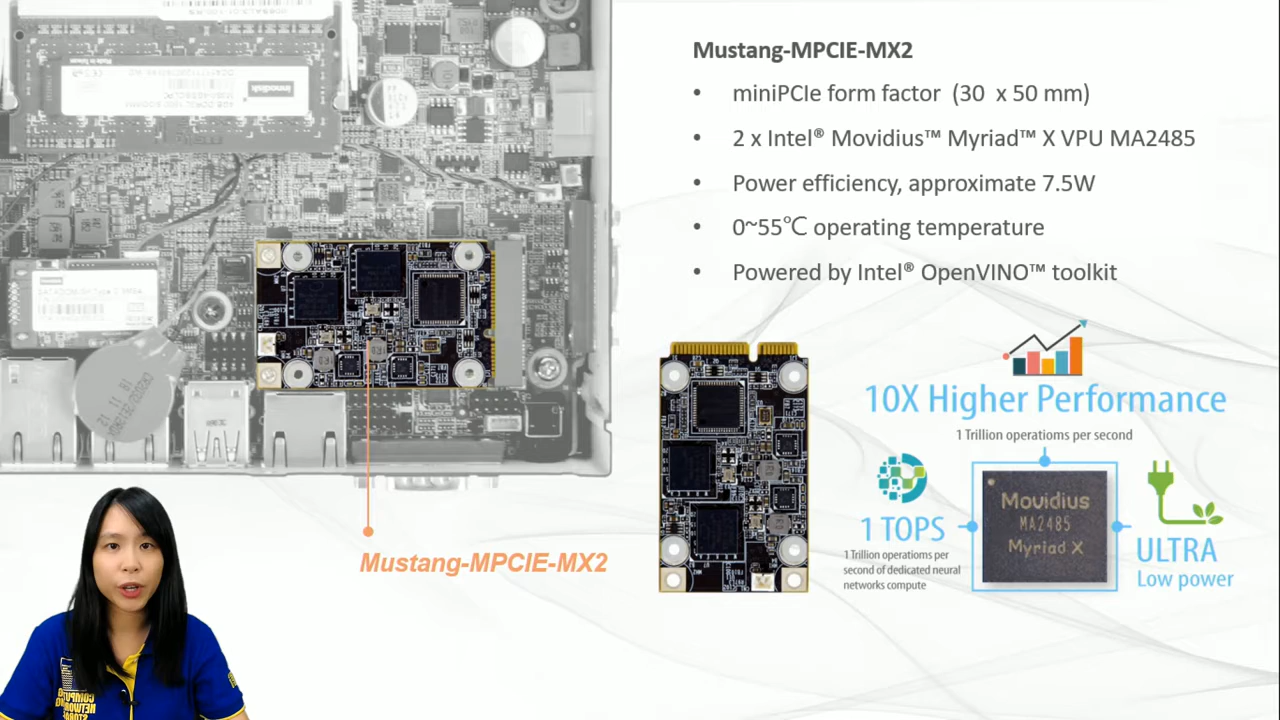 Mustang-MPCIE-MX2
• miniPCIe form factor (30 x 50 mm)
• 2 x Intel® Movidius™ Myriad™ X VPU MA2485
• Power efficiency, approximate 7.5W
• 0~55℃ operating temperature
• Powered by Intel® OpenVINO™ toolkit
innodisk
Mustang-MPCIE-MX2
10X Higher Performance
1 Trillion operatioms per second
1 TOPS
1 Trillion operatioms per
second of dedicated neural
networks compute
Movidius
MA2485
Myriad X
ULTRA
Low power